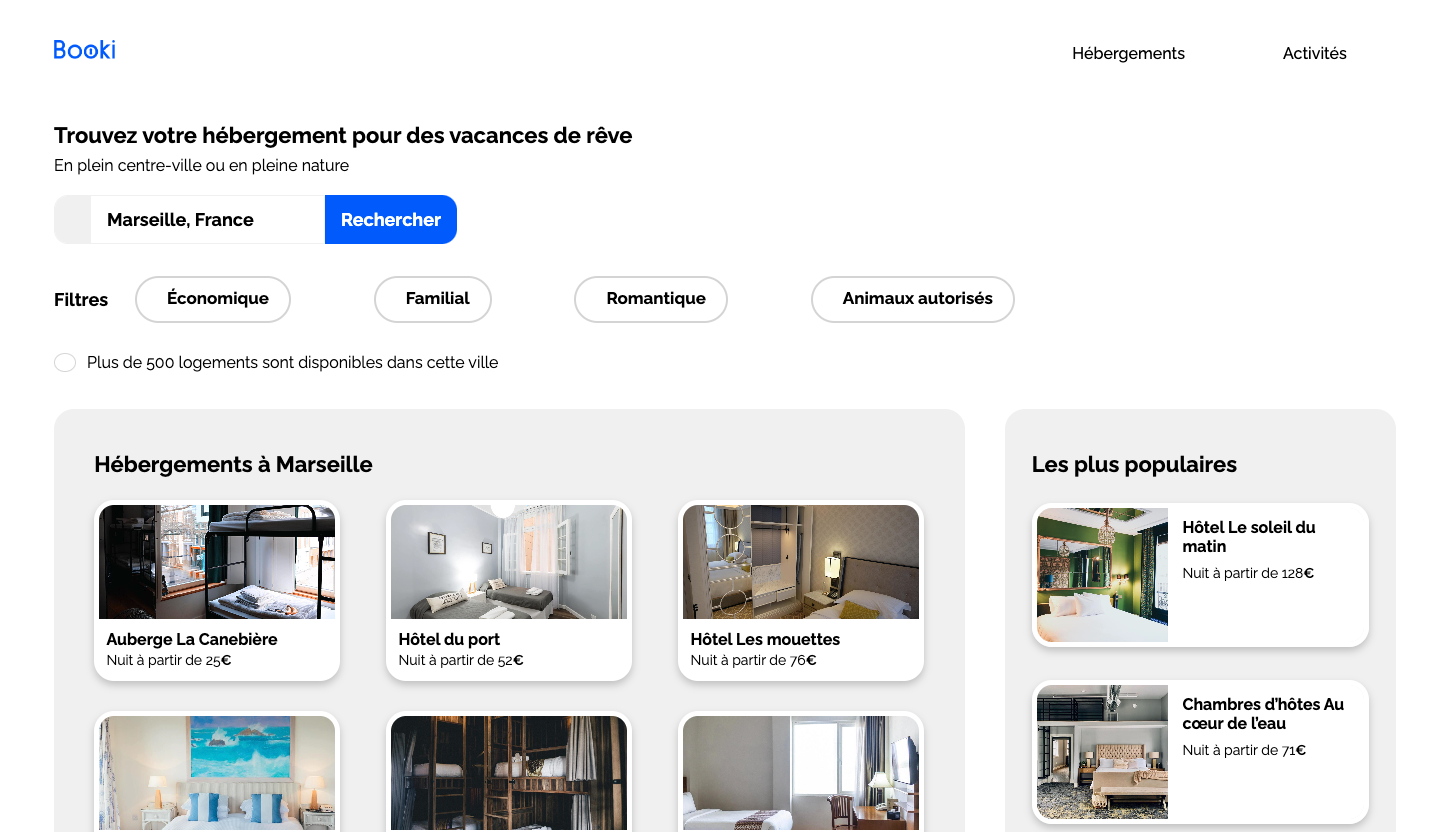 Booki
Hébergements
Activités
Trouvez votre hébergement pour des vacances de rêve
En plein centre-ville ou en pleine nature
Marseille, France
Rechercher
Filtres
Économique
Familial
Romantique
Animaux autorisés
Plus de 500 logements sont disponibles dans cette ville
Hébergements à Marseille
Auberge La Canebière
Nuit à partir de 25€
Hôtel du port
Nuit à partir de 52€
Hôtel Les mouettes
Nuit à partir de 76€
Les plus populaires
Hôtel Le soleil du
matin
Nuit à partir de 128€
Chambres d’hôtes Au
cœur de l’eau
Nuit à partir de 71€